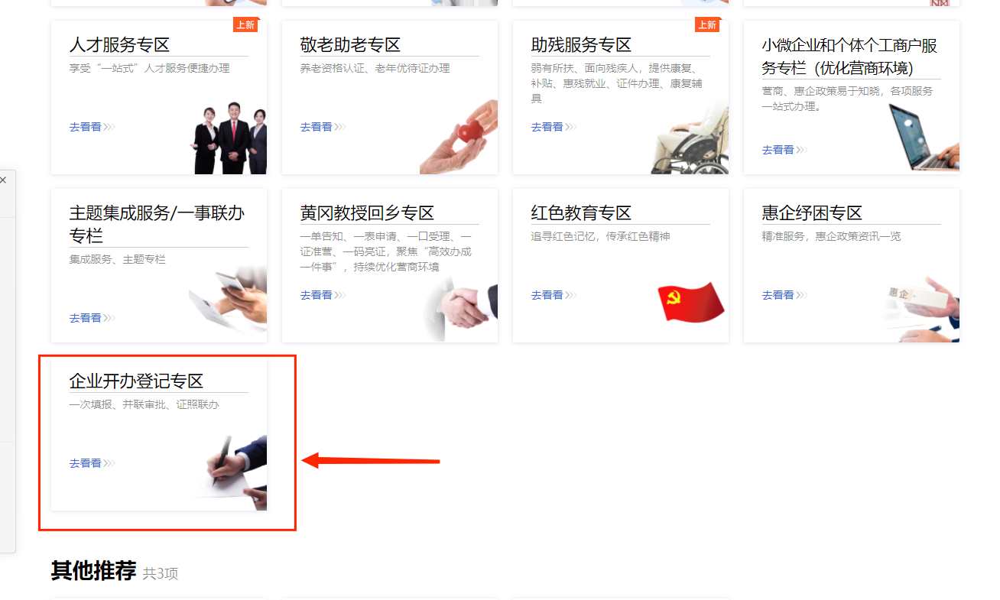 上新
人才服务专区
享受“一站式”人才服务便捷办理
去看看
敬老助老专区
养老资格认证、老年优待证办理
去看看
上新
助残服务专区
弱有所扶、面向残疾人，提供康复、
补贴、惠残就业、证件办理、康复辅
具
去看看
小微企业和个体个工商户服
务专栏（优化营商环境）
营商、惠企政策易于知晓，各项服务
一站式办理。
去看看
主题集成服务/一事联办
专栏
集成服务、主题专栏
去看看
黄冈教授回乡专区
一单告知、一表申请、一口受理、一
证准营、一码亮证，聚焦“高效办成
一件事”，持续优化营商环境
去看看
红色教育专区
追寻红色记忆，传承红色精神
去看看
惠企纾困专区
精准服务，惠企政策资讯一览
惠企
去看看
企业开办登记专区
一次填报、并联审批、证照联办
去看看
其他推荐 共3项